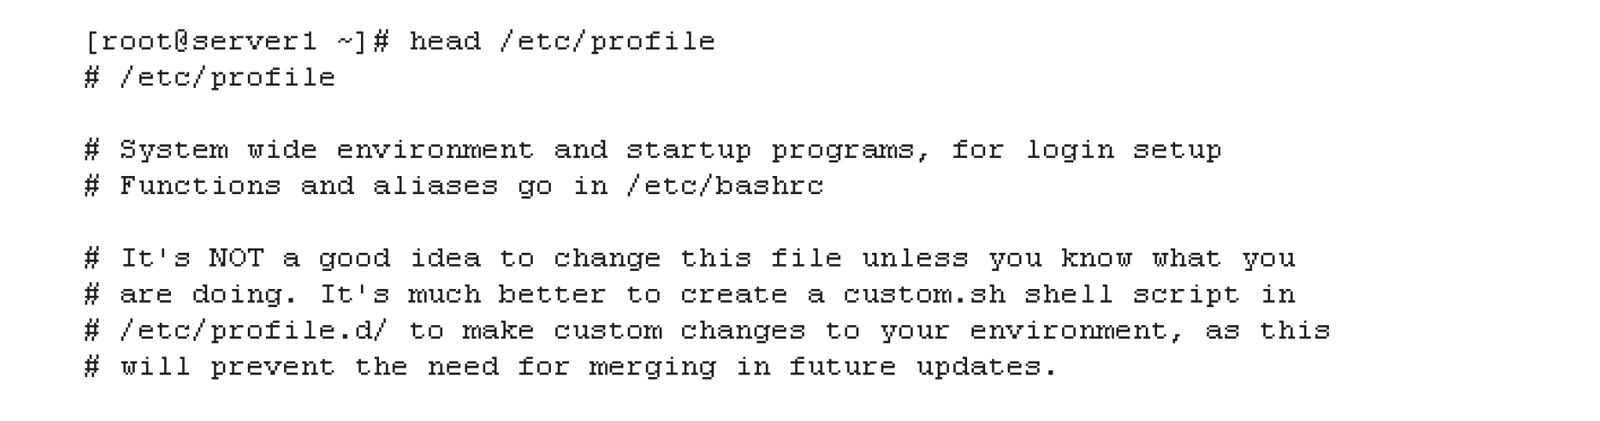 [root@server1 ~]# head /etc/profile
# /etc/profile
# System wide environment and startup programs, for login setup
# Functions and aliases go in /etc/bashrc
# It's NOT a good idea to change this file unless you know what you
# are doing. It's much better to create a custom.sh shell script in
# /etc/profile.d/ to make custom changes to your environment, as this
# will prevent the need for merging in future updates.